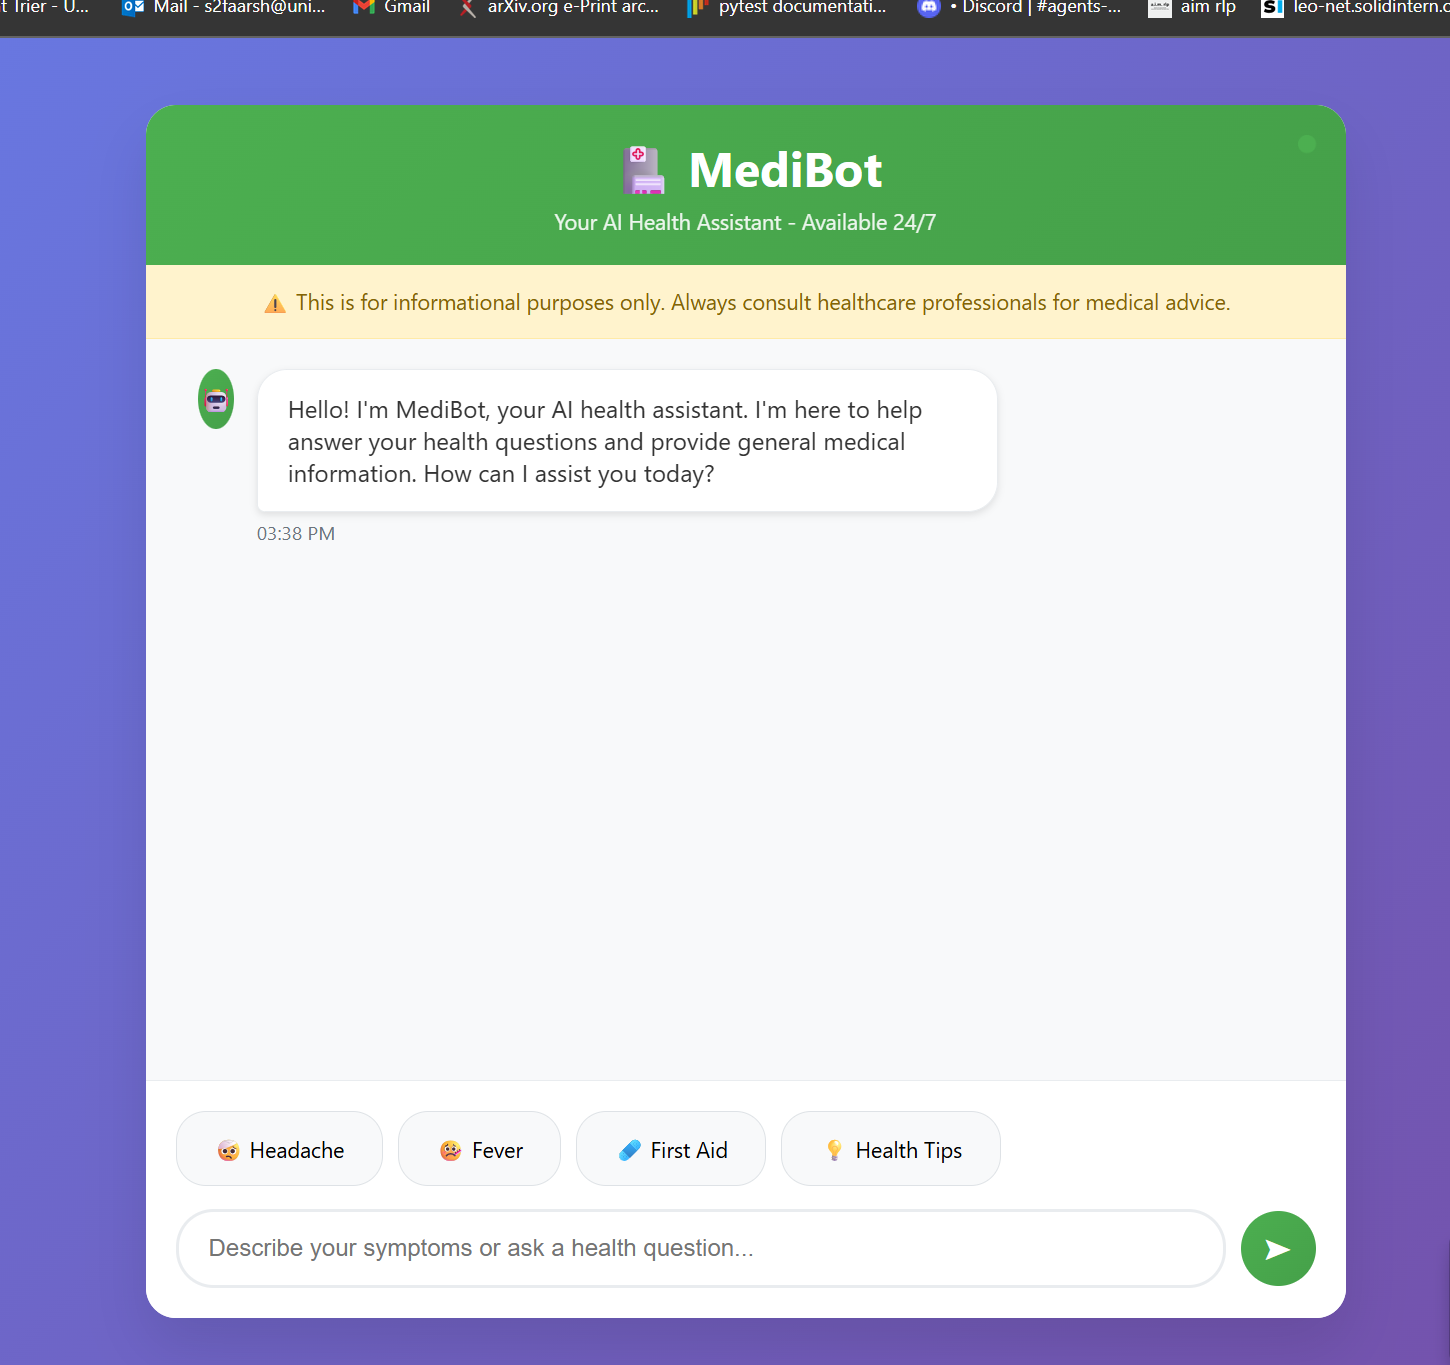 t Trier - U...
Mail - s2faarsh@uni...
Gmail
arXiv.org e-Print arc...
pytest documentati...
• Discord | #agents-...
aim rlp
SI
leo-net.solidintern.c
MediBot
Your AI Health Assistant - Available 24/7
This is for informational purposes only. Always consult healthcare professionals for medical advice.
Hello! I'm MediBot, your AI health assistant. I'm here to help
answer your health questions and provide general medical
information. How can I assist you today?
03:38 PM
Headache
Fever
First Aid
Health Tips
Describe your symptoms or ask a health question...